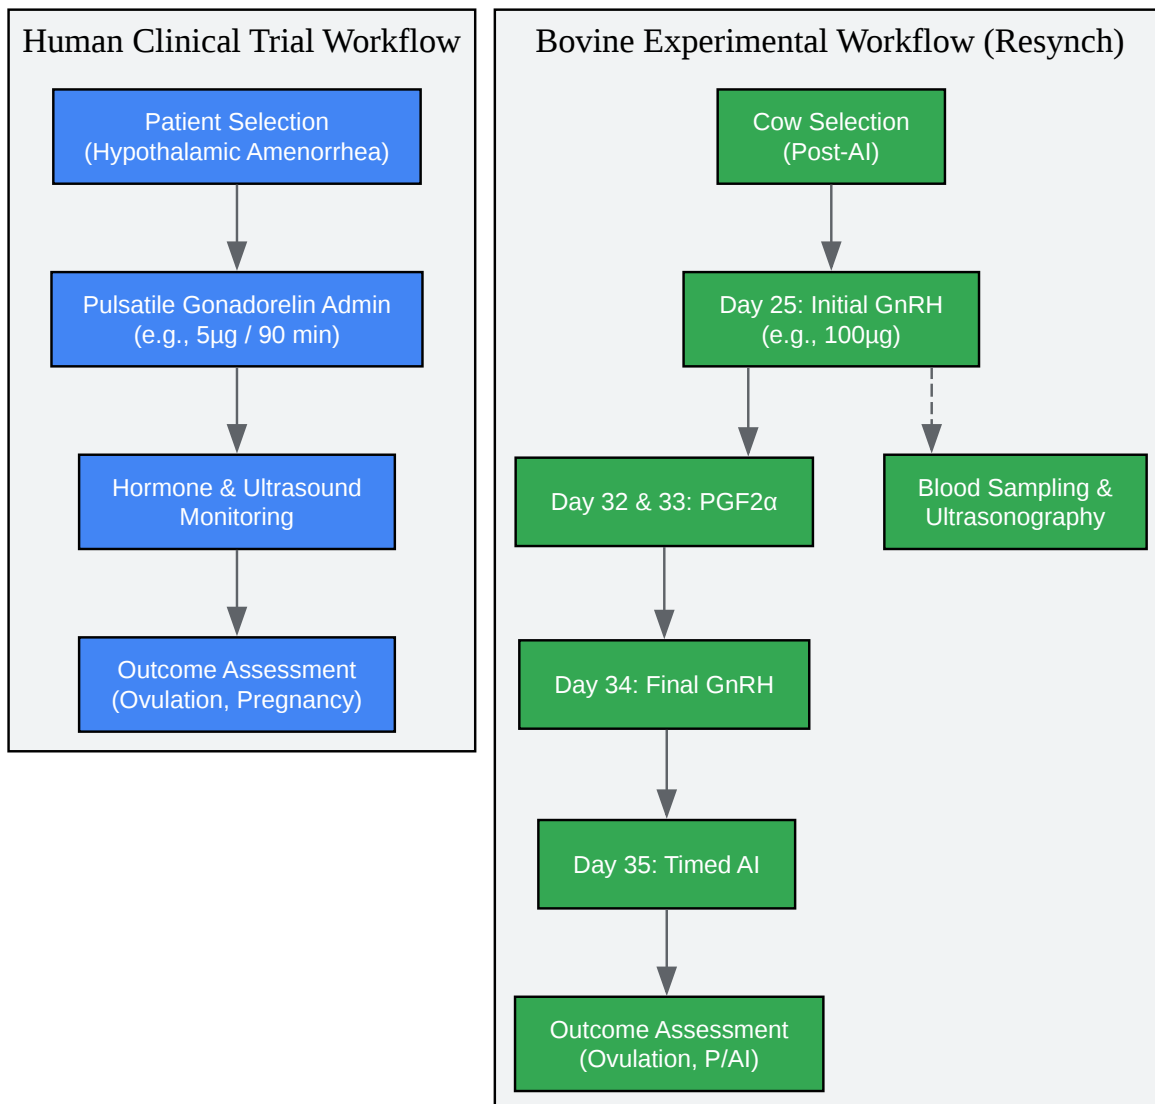 Human Clinical Trial Workflow
Patient Selection
(Hypothalamic Amenorrhea)
Pulsatile Gonadorelin Admin
(e.g., 5µg / 90 min)
Hormone & Ultrasound
Monitoring
Outcome Assessment
(Ovulation, Pregnancy)
Bovine Experimental Workflow (Resynch)
Cow Selection
(Post-AI)
Day 25: Initial GnRH
(e.g., 100µg)
Day 32 & 33: PGF2α
Blood Sampling &
Ultrasonography
Day 34: Final GnRH
Day 35: Timed AI
Outcome Assessment
(Ovulation, P/AI)